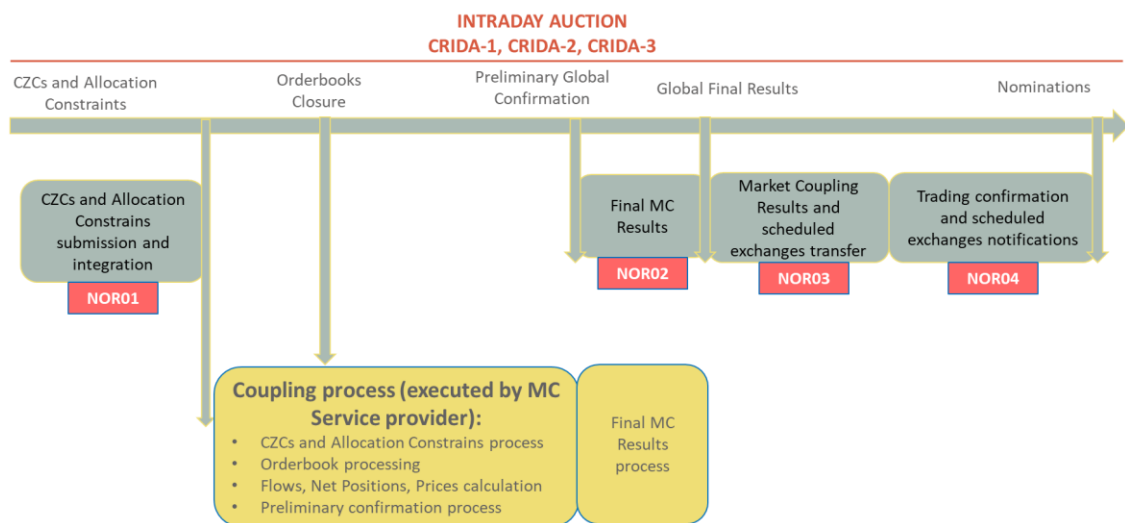 INTRADAY AUCTION
CRIDA-1, CRIDA-2, CRIDA-3
CZCs and Allocation
Constraints
Orderbooks
Closure
Preliminary Global
Confirmation
Global Final Results
Nominations
CZCs and Allocation
Constrains
submission and
integration
NOR01
Final MC
Results
NOR02
Market Coupling
Results and
scheduled
exchanges transfer
NOR03
Trading confirmation
and scheduled
exchanges notifications
NOR04
Coupling process (executed by MC
Service provider):
• CZCs and Allocation Constrains process
• Orderbook processing
• Flows, Net Positions, Prices calculation
• Preliminary confirmation process
Final MC
Results
process